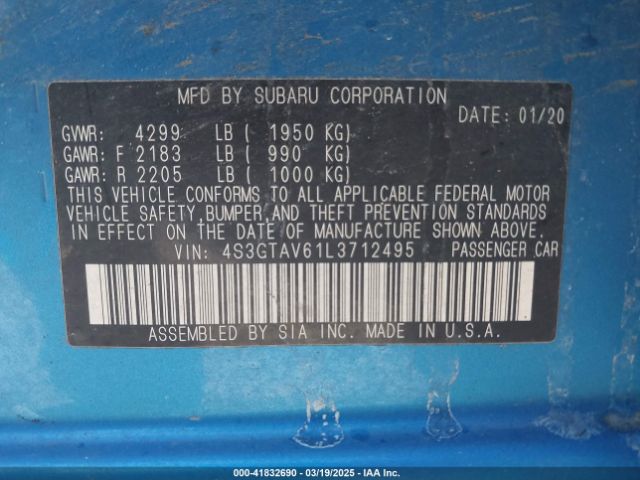 MFD BY SUBARU CORPORATION
DATE: 01/20
GVWR: 4299 LB ( 1950 KG)
GAWR: F 2183 LB ( 990 KG)
GAWR: R 2205 LB ( 1000 KG)
THIS VEHICLE CONFORMS TO ALL APPLICABLE FEDERAL MOTOR
VEHICLE SAFETY, BUMPER, AND THEFT PREVENTION STANDARDS
IN EFFECT ON THE DATE OF MANUFACTURE SHOWN ABOVE.
VIN: 4S3GTAV61L3712495 PASSENGER CAR
ASSEMBLED BY SIA INC. MADE IN U.S.A.
000-41832690 - 03/19/2025 - IAA Inc.